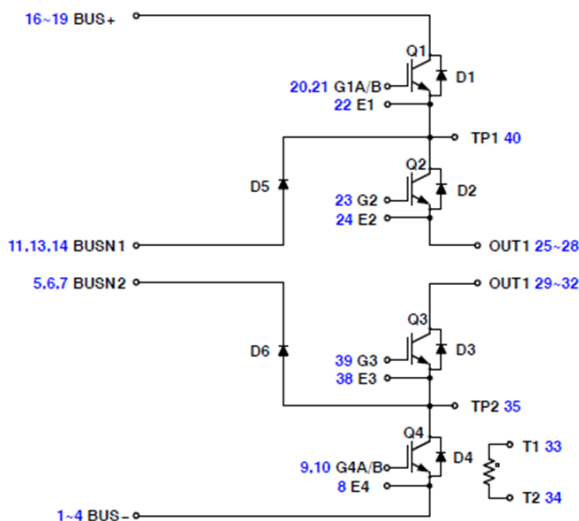 16~19 BUS+
Q1
D1
20,21 G1A/B
22 E1
TP1 40
Q2
D5
D2
23 G2
24 E2
11,13,14 BUSN1
OUT1 25~28
5,6,7 BUSN2
OUT1 29~32
Q3
D6
D3
39 G3
38 E3
TP2 35
Q4
D4
T1 33
9,10 G4A/B
8 E4
T2 34
1~4 BUS-